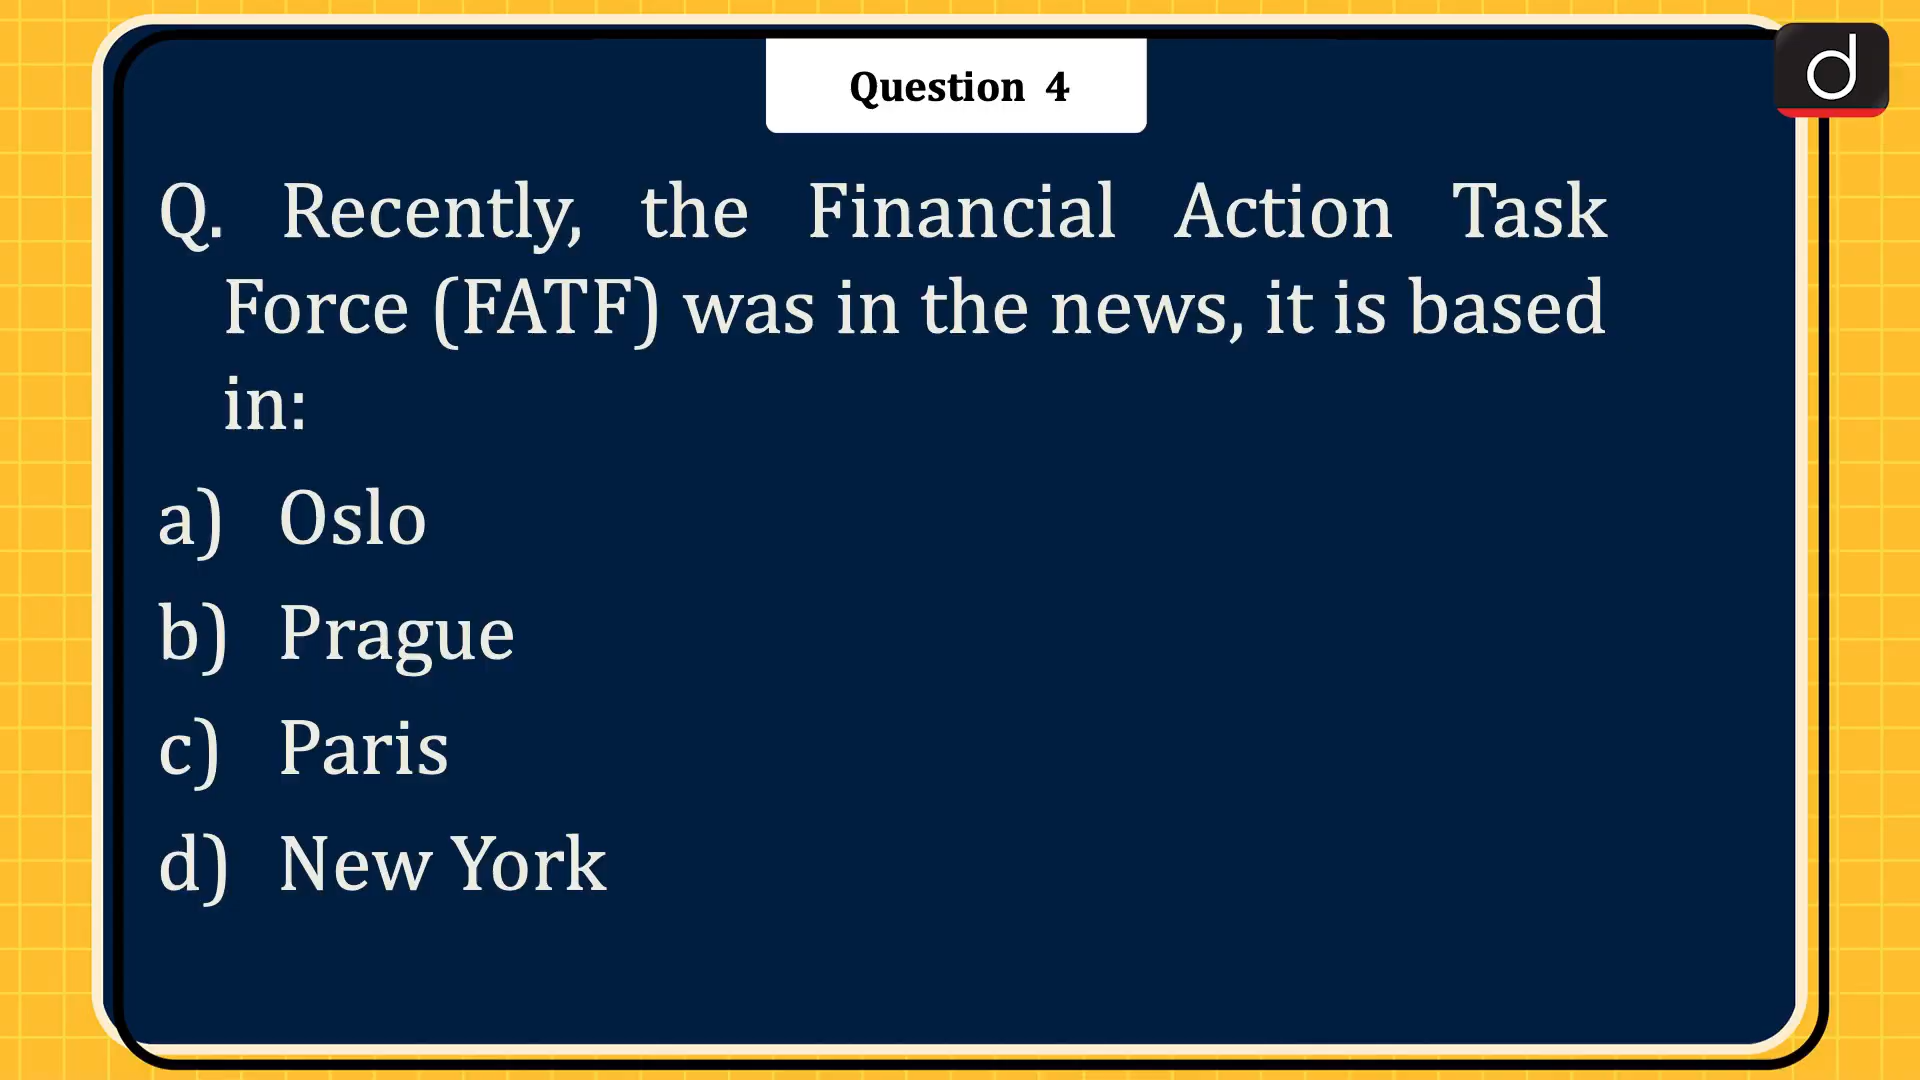 Question 4
Q. Recently, the Financial Action Task
Force (FATF) was in the news, it is based
in:
a) Oslo
b) Prague
c) Paris
d) New York